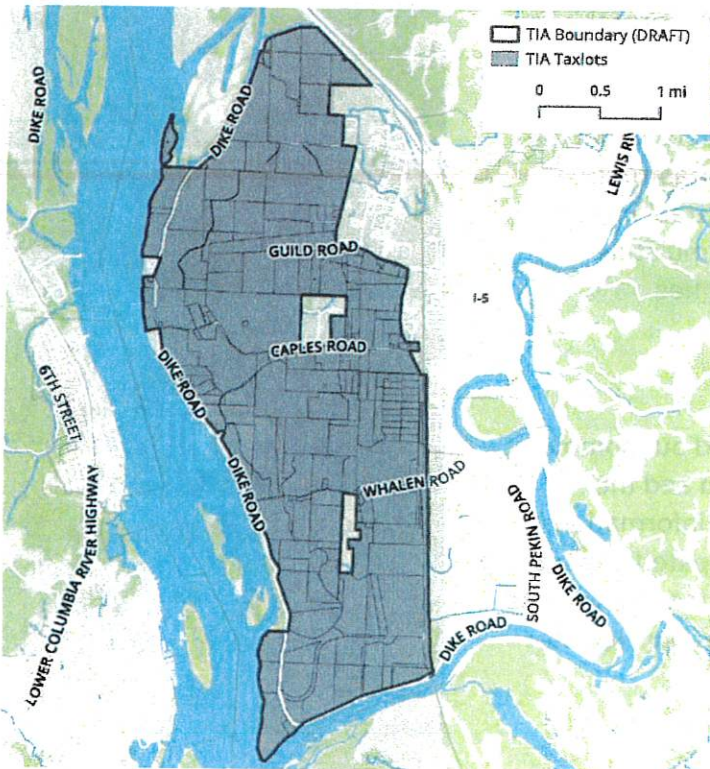 TIA Boundary (DRAFT)
TIA Taxlots
0 0.5 1 mi
DIKE ROAD
DIKE ROAD
LEWIS RIV
GUILD ROAD
I-5
CAPLES ROAD
DIKE ROAD
6TH STREET
DIKE ROAD
WHALEN ROAD
LOWER COLUMBIA RIVER HIGHWAY
SOUTH PEKIN ROAD
DIKE ROAD
DIKE ROAD